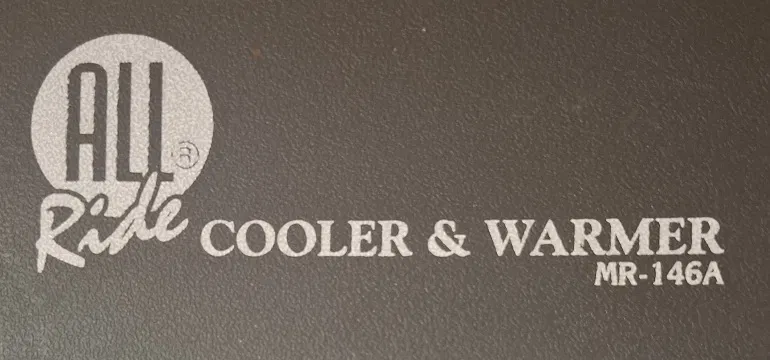 ALL®
Ride
COOLER & WARMER
MR-146A